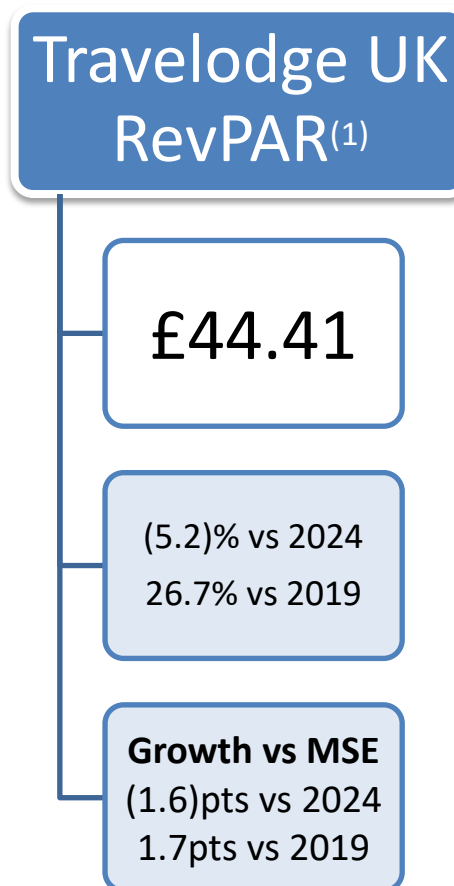 Travelodge UK
RevPAR(1)
£44.41
(5.2)% vs 2024
26.7% vs 2019
Growth vs MSE
(1.6)pts vs 2024
1.7pts vs 2019